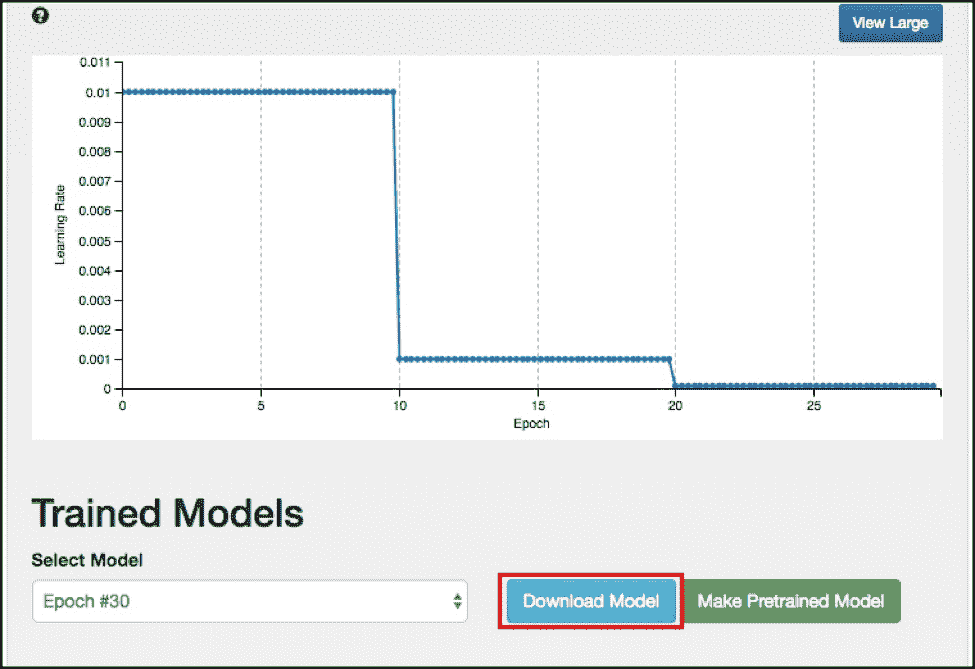 ?
View Large
0.011
0.01
0.009
0.008
0.007
0.006
0.005
0.004
0.003
0.002
0.001
0
Learning Rate
0 5 10 15 20 25
Epoch
Trained Models
Select Model
Epoch #30 Download Model Make Pretrained Model